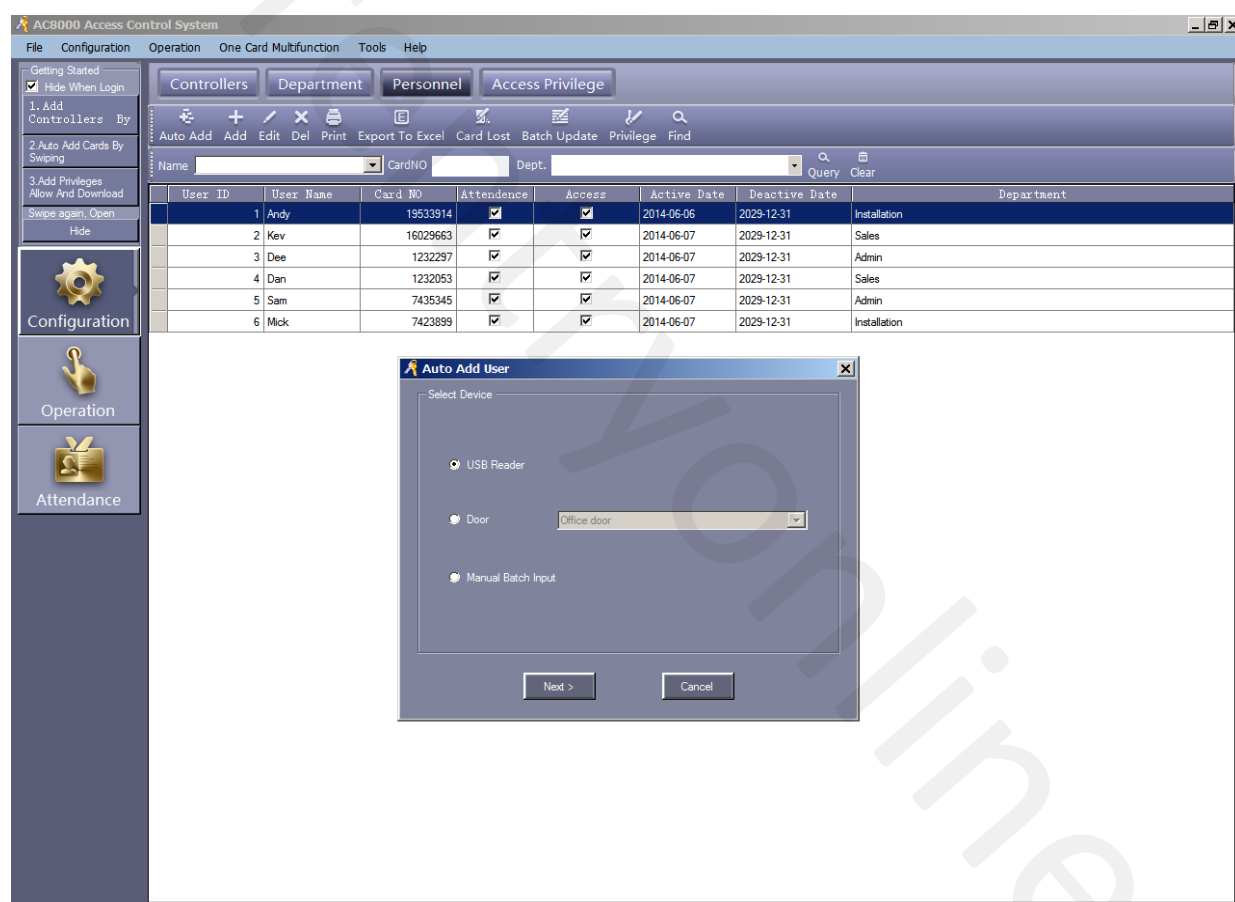 AC8000 Access Control System
File Configuration Operation One Card Multifunction Tools Help
Getting Started
Hide When Login
1.Add
Controllers By
2.Auto Add Cards By
Swiping
3.Add Privileges
Allow And Download
Swipe again, Open
Hide
Configuration
Operation
Attendance
Controllers Department Personnel Access Privilege
Auto Add Add Edit Del Print Export To Excel Card Lost Batch Update Privilege Find
Name CardNO Dept. Query Clear
User ID User Name Card NO Attendence Access Active Date Deactive Date Department
1 Andy 19533914 2014-06-06 2029-12-31 Installation
2 Kev 16029663 2014-06-07 2029-12-31 Sales
3 Dee 1232297 2014-06-07 2029-12-31 Admin
4 Dan 1232053 2014-06-07 2029-12-31 Sales
5 Sam 7435345 2014-06-07 2029-12-31 Admin
6 Mick 7423899 2014-06-07 2029-12-31 Installation
Auto Add User
Select Device
USB Reader
Door Office door
Manual Batch Input
Next > Cancel